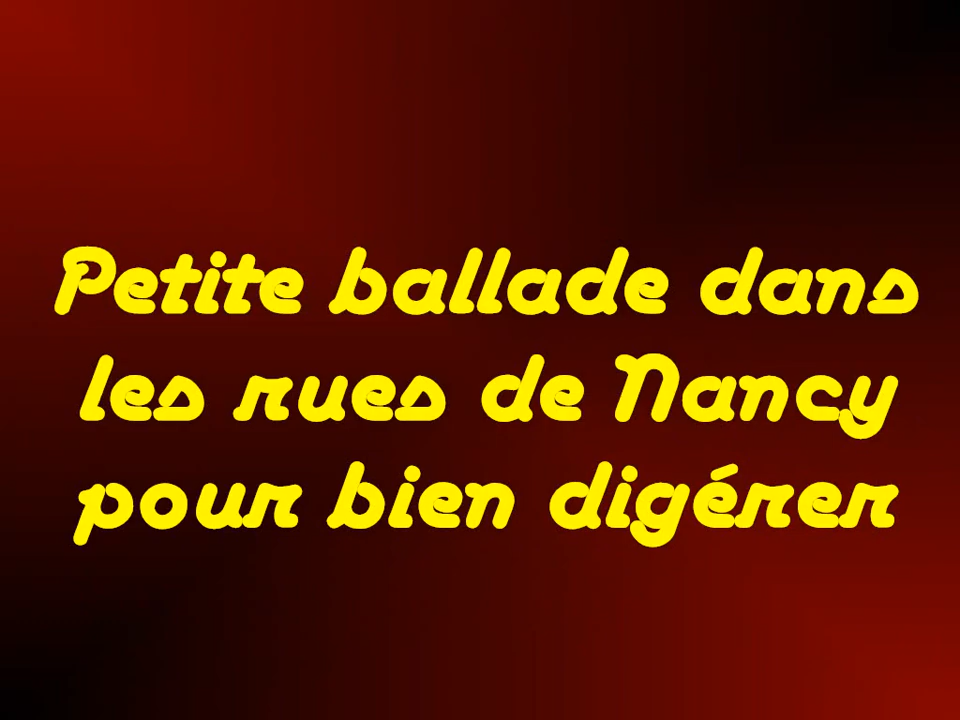 Petite ballade dans
les rues de Nancy
pour bien digérer